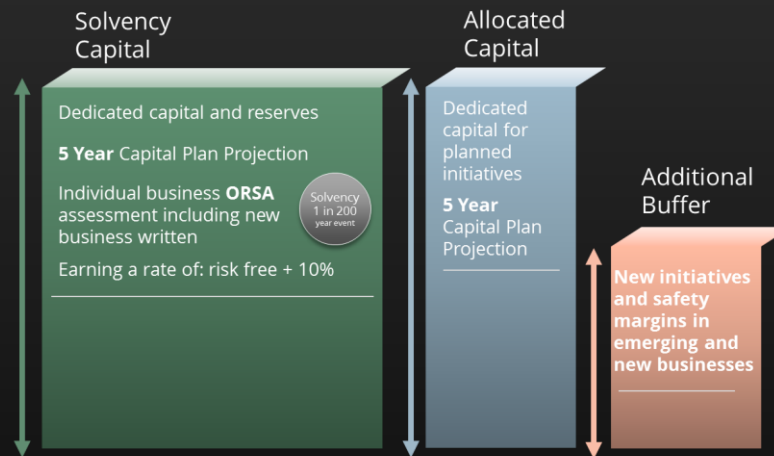 Solvency
Capital
Dedicated capital and reserves
5 Year Capital Plan Projection
Individual business ORSA
assessment including new
business written
Earning a rate of: risk free + 10%
Solvency
1 in 200
year event
Allocated
Capital
Dedicated
capital for
planned
initiatives
5 Year
Capital Plan
Projection
Additional
Buffer
New initiatives
and safety
margins in
emerging and
new businesses